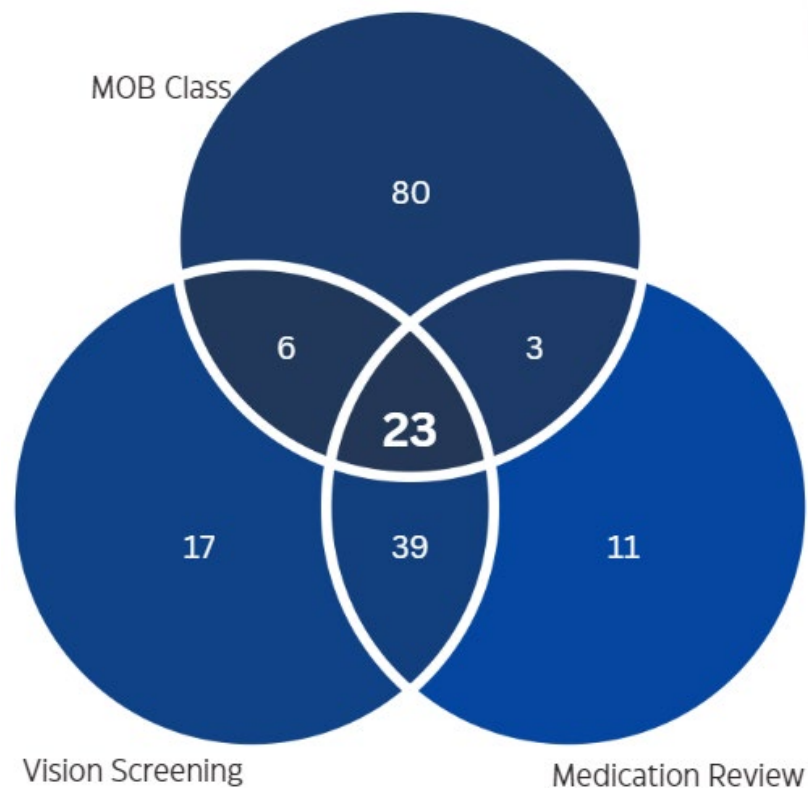 MOB Class
80
6
3
23
17
39
11
Vision Screening
Medication Review